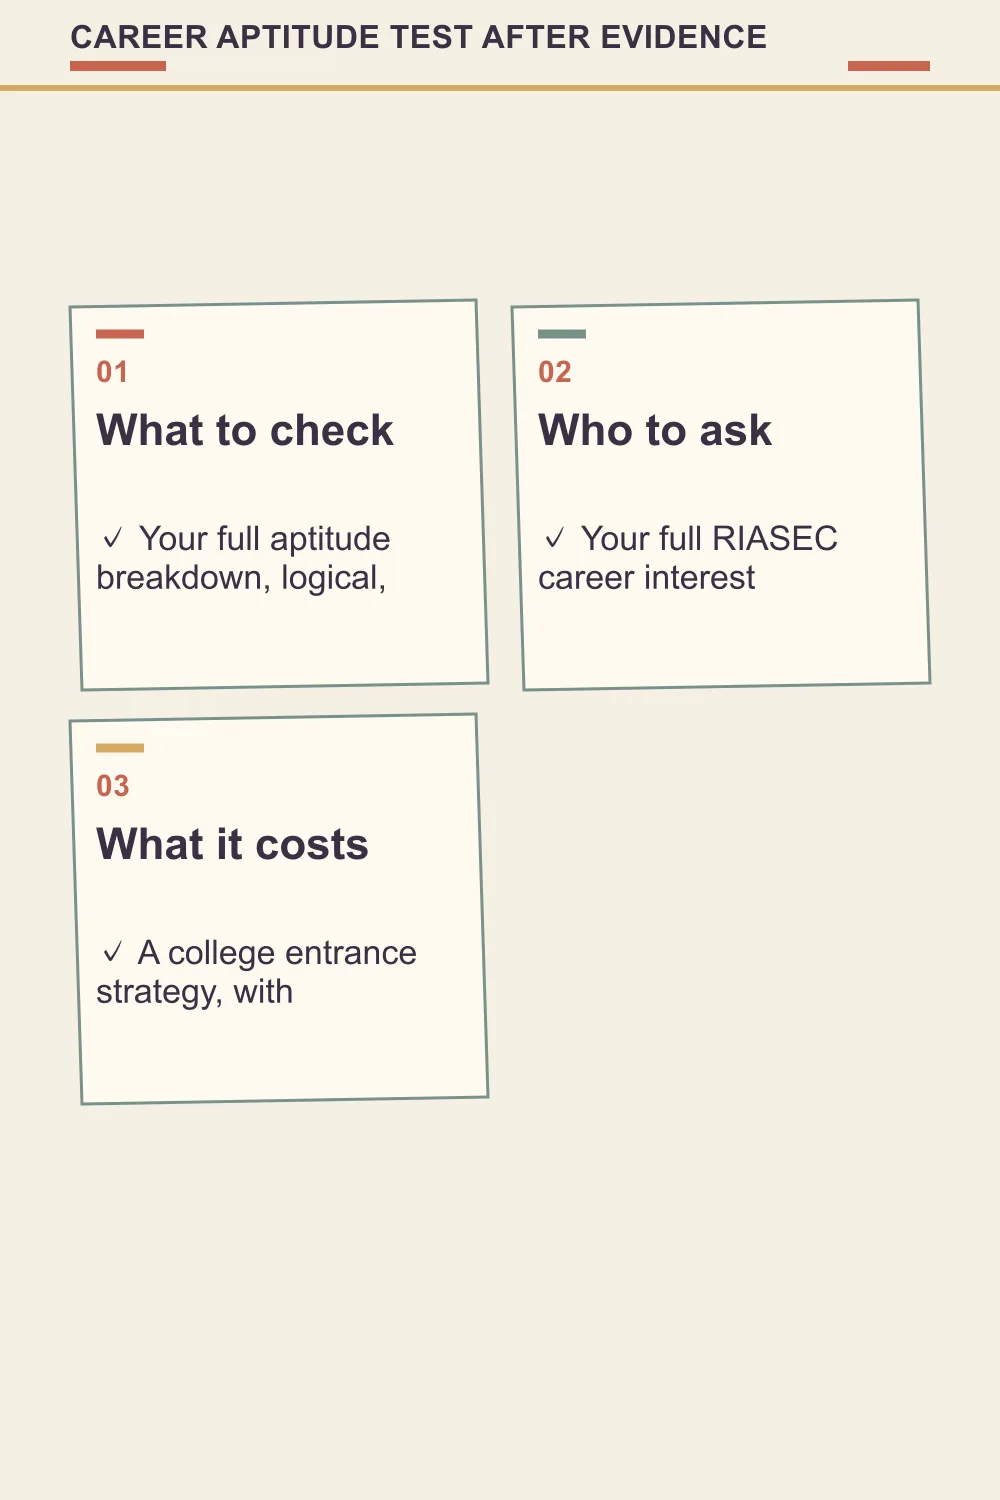 CAREER APTITUDE TEST AFTER EVIDENCE
01
What to check
✓ Your full aptitude
breakdown, logical,
02
Who to ask
✓ Your full RIASEC
career interest
03
What it costs
✓ A college entrance
strategy, with